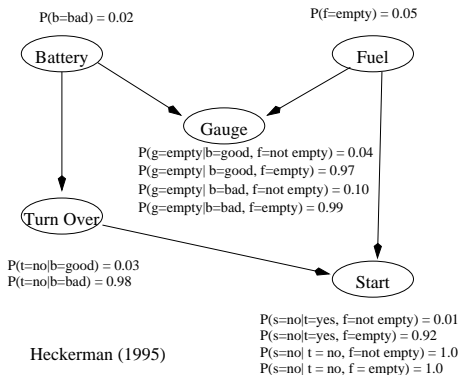 P(b=bad) = 0.02
P(f=empty) = 0.05
Battery
Fuel
Gauge
P(g=empty|b=good, f=not empty) = 0.04
P(g=empty| b=good, f=empty) = 0.97
P(g=empty| b=bad, f=not empty) = 0.10
P(g=empty|b=bad, f=empty) = 0.99
Turn Over
P(t=no|b=good) = 0.03
P(t=no|b=bad) = 0.98
Start
P(s=no|t=yes, f=not empty) = 0.01
P(s=no|t=yes, f=empty) = 0.92
P(s=no| t = no, f=not empty) = 1.0
P(s=no| t = no, f = empty) = 1.0
Heckerman (1995)